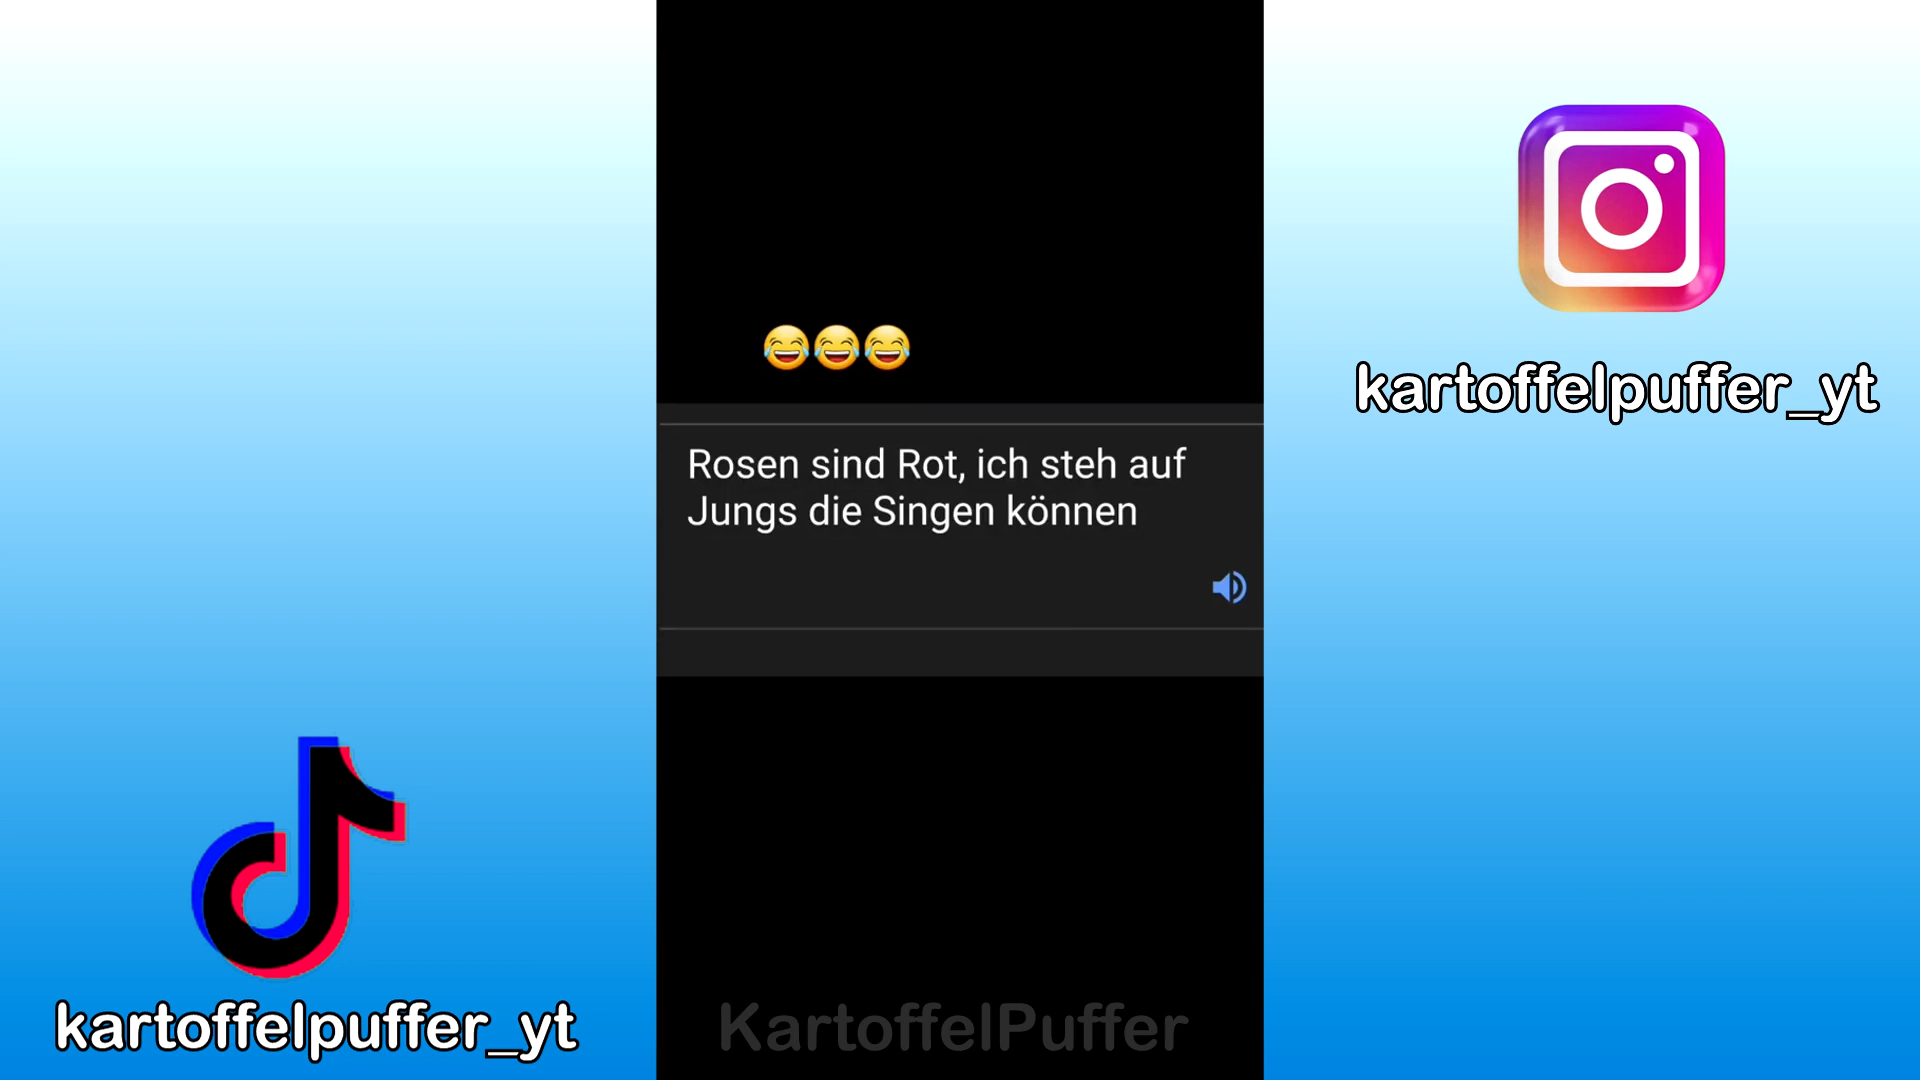 😂😂😂
Rosen sind Rot, ich steh auf
Jungs die Singen können
kartoffelpuffer_yt
kartoffelpuffer_yt
KartoffelPuffer